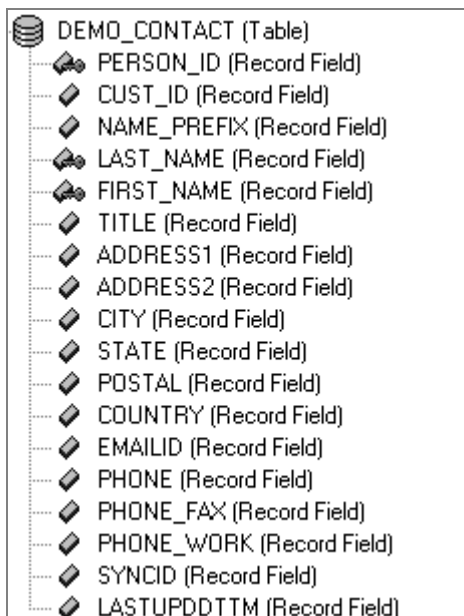 DEMO_CONTACT (Table)
PERSON_ID (Record Field)
CUST_ID (Record Field)
NAME_PREFIX (Record Field)
LAST_NAME (Record Field)
FIRST_NAME (Record Field)
TITLE (Record Field)
ADDRESS1 (Record Field)
ADDRESS2 (Record Field)
CITY (Record Field)
STATE (Record Field)
POSTAL (Record Field)
COUNTRY (Record Field)
EMAILID (Record Field)
PHONE (Record Field)
PHONE_FAX (Record Field)
PHONE_WORK (Record Field)
SYNCID (Record Field)
LASTUPDDTTM (Record Field)